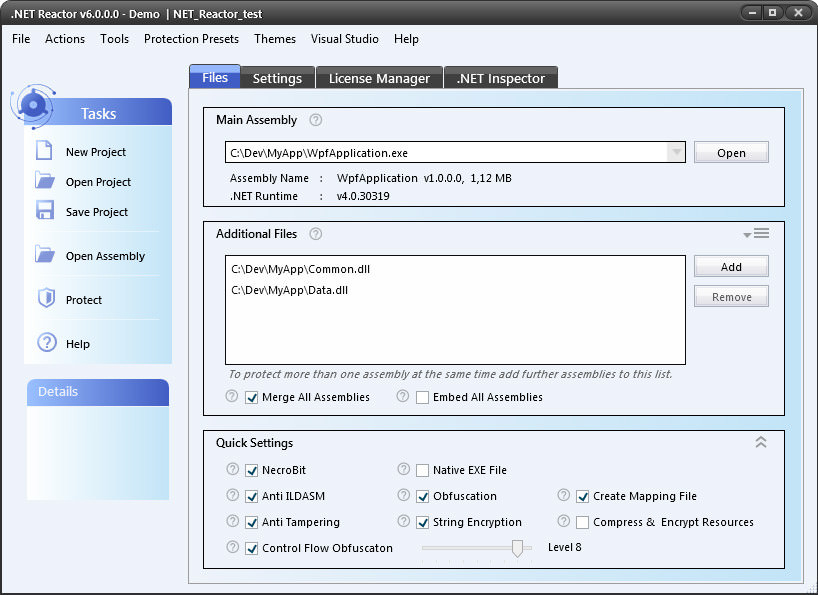 .NET Reactor v6.0.0.0 - Demo | NET_Reactor_test
File Actions Tools Protection Presets Themes Visual Studio Help
Files Settings License Manager .NET Inspector
Tasks
New Project
Open Project
Save Project
Open Assembly
Protect
Help
Details
Main Assembly ?
C:\Dev\MyApp\WpfApplication.exe Open
Assembly Name : WpfApplication v1.0.0.0, 1,12 MB
.NET Runtime : v4.0.30319
Additional Files ?
C:\Dev\MyApp\Common.dll Add
C:\Dev\MyApp\Data.dll Remove
To protect more than one assembly at the same time add further assemblies to this list.
? Merge All Assemblies ? Embed All Assemblies
Quick Settings
? NecroBit ? Native EXE File
? Anti ILDASM ? Obfuscation ? Create Mapping File
? Anti Tampering ? String Encryption ? Compress & Encrypt Resources
? Control Flow Obfuscaton Level 8